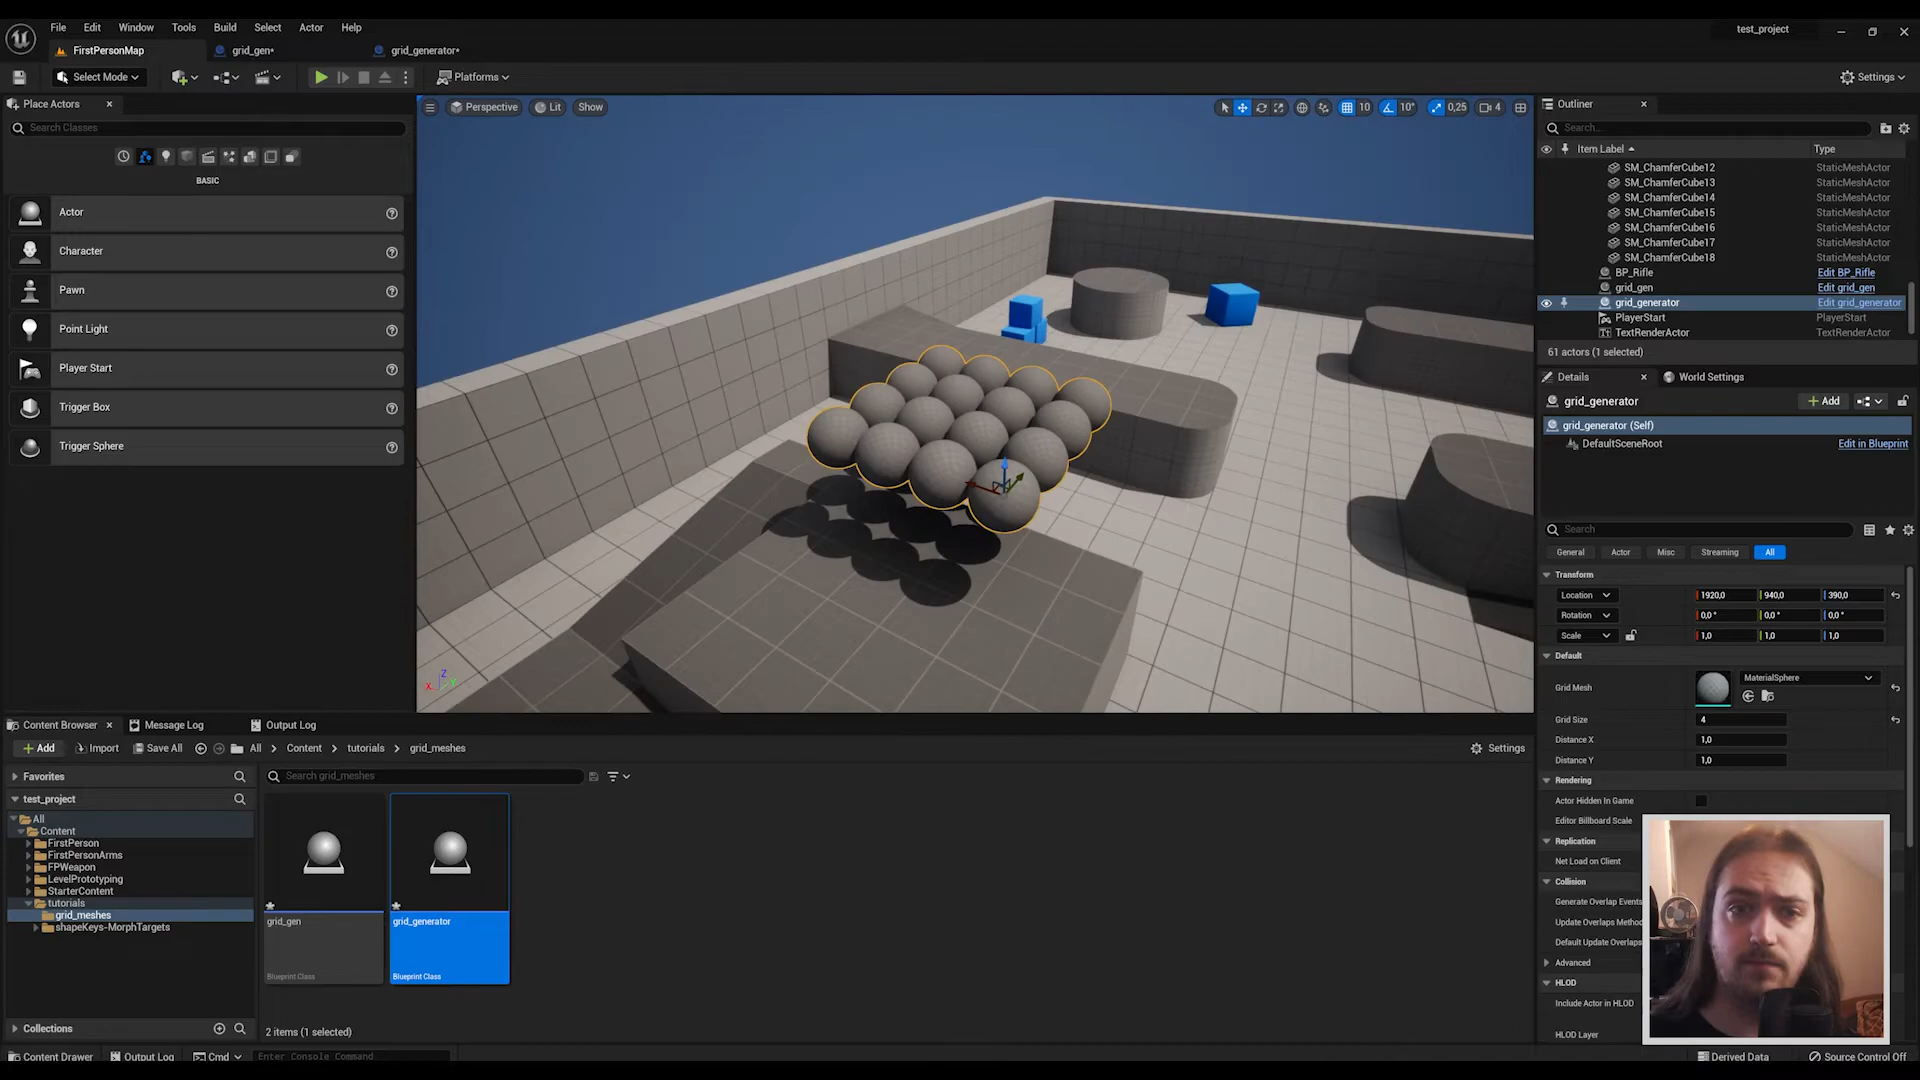 File Edit Window Tools Build Select Actor Help
test_project
FirstPersonMap grid_gen* grid_generator*
Select Mode Platforms Settings
Place Actors
Search Classes
BASIC
Actor
Character
Pawn
Point Light
Player Start
Trigger Box
Trigger Sphere
Perspective Lit Show 10 10° 0,25 4
Z
X Y
Outliner
Search...
Item Label Type
SM_ChamferCube12 StaticMeshActor
SM_ChamferCube13 StaticMeshActor
SM_ChamferCube14 StaticMeshActor
SM_ChamferCube15 StaticMeshActor
SM_ChamferCube16 StaticMeshActor
SM_ChamferCube17 StaticMeshActor
SM_ChamferCube18 StaticMeshActor
BP_Rifle Edit BP_Rifle
grid_gen Edit grid_gen
grid_generator Edit grid_generator
PlayerStart PlayerStart
TextRenderActor TextRenderActor
61 actors (1 selected)
Details World Settings
grid_generator + Add
grid_generator (Self)
DefaultSceneRoot Edit in Blueprint
Search
General Actor Misc Streaming All
Transform
Location 1920,0 940,0 390,0
Rotation 0,0 ° 0,0 ° 0,0 °
Scale 1,0 1,0 1,0
Default
Grid Mesh MaterialSphere
Grid Size 4
Distance X 1,0
Distance Y 1,0
Rendering
Actor Hidden In Game
Editor Billboard Scale
Replication
Net Load on Client
Collision
Generate Overlap Events
Update Overlaps Metho
Default Update Overlaps
Advanced
HLOD
Include Actor in HLOD
HLOD Layer
Content Browser Message Log Output Log
+ Add Import Save All All > Content > tutorials > grid_meshes Settings
Favorites
Search grid_meshes
test_project
All
Content
FirstPerson
FirstPersonArms
FPWeapon
LevelPrototyping
StarterContent
tutorials
grid_meshes
shapeKeys-MorphTargets
grid_gen
Blueprint Class
grid_generator
Blueprint Class
Collections
2 items (1 selected)
Content Drawer Output Log Cmd Enter Console Command Derived Data Source Control Off